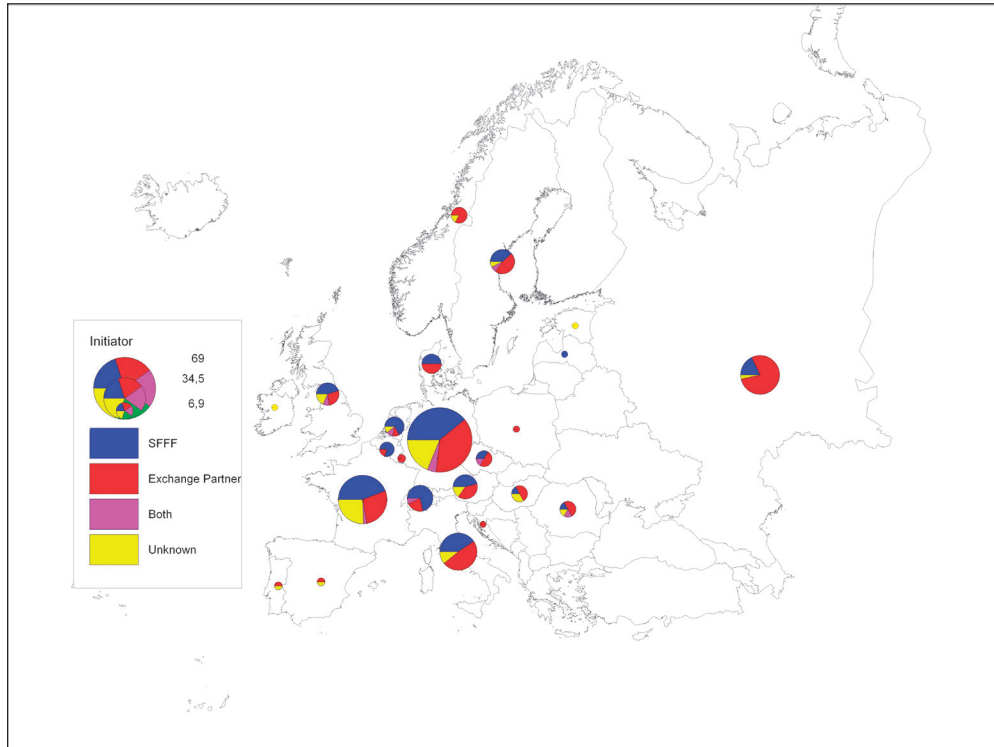 Initiator
69
34,5
6,9
SFFF
Exchange Partner
Both
Unknown